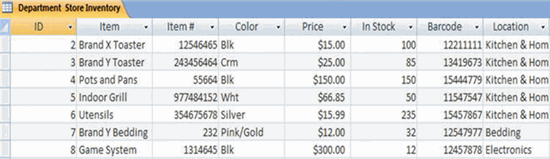 Department Store Inventory
ID Item Item # Color Price In Stock Barcode Location
2 Brand X Toaster 12546465 Blk $15.00 100 12211111 Kitchen & Hom
3 Brand Y Toaster 243456464 Crm $25.00 85 13419673 Kitchen & Hom
4 Pots and Pans 55664 Blk $150.00 150 15444779 Kitchen & Hom
5 Indoor Grill 977484152 Wht $66.85 50 11547547 Kitchen & Hom
6 Utensils 354675678 Silver $15.99 235 15457867 Kitchen & Hom
7 Brand Y Bedding 232 Pink/Gold $12.00 32 12547977 Bedding
8 Game System 1314645 Blk $300.00 12 12457878 Electronics